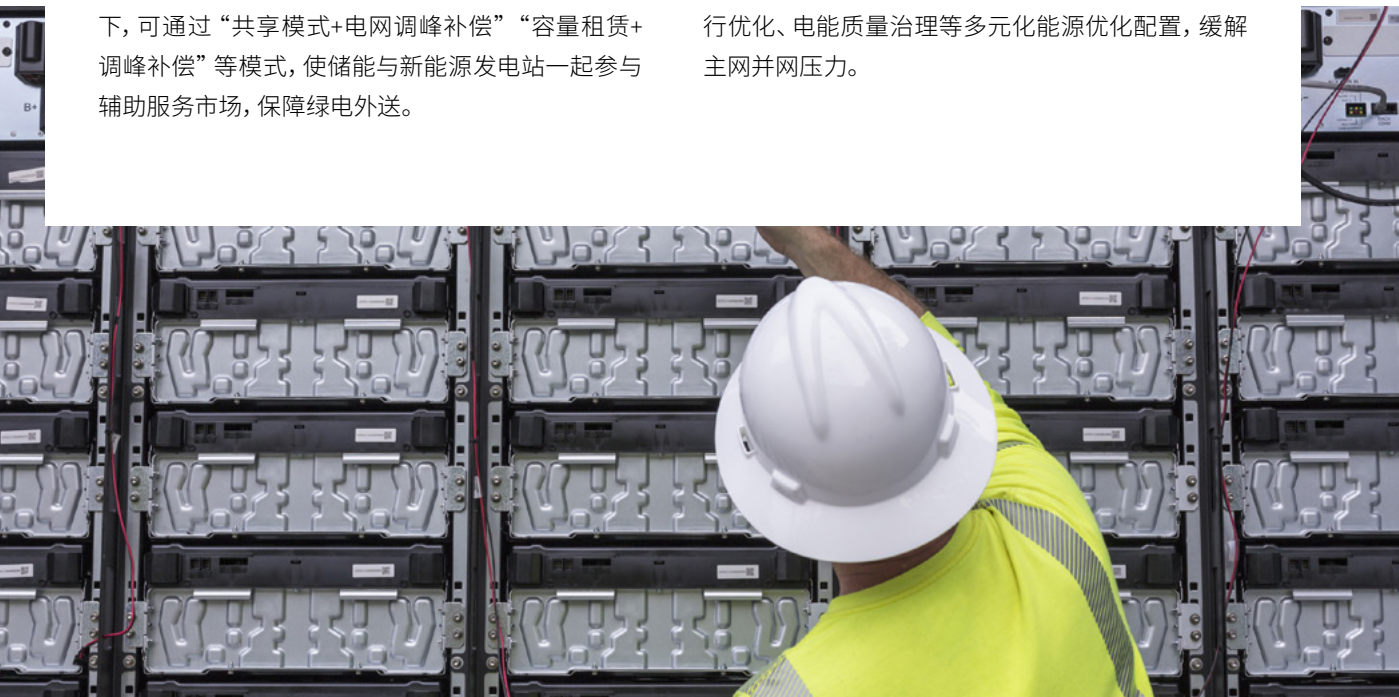 下，可通过“共享模式+电网调峰补偿”“容量租赁+
调峰补偿”等模式，使储能与新能源发电站一起参与
辅助服务市场，保障绿电外送。
行优化、电能质量治理等多元化能源优化配置，缓解
主网并网压力。
B+